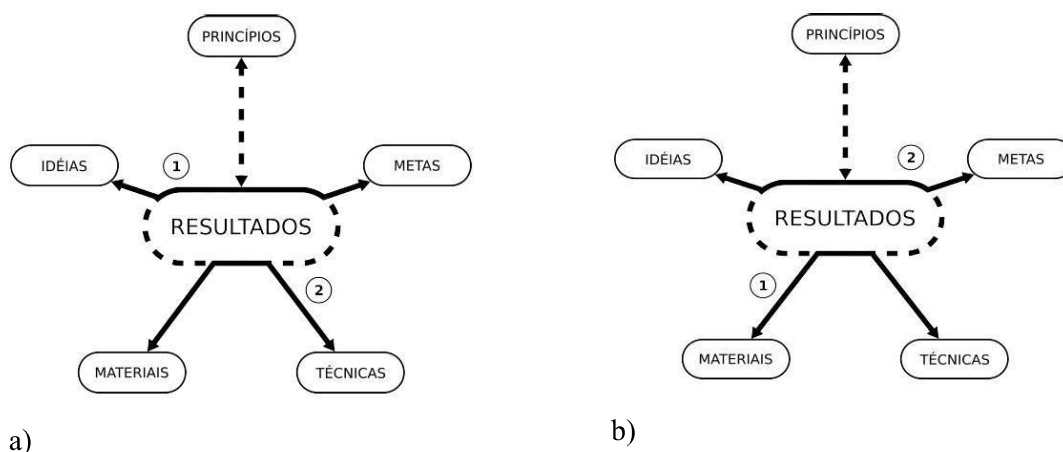 PRINCÍPIOS
IDÉIAS
1
METAS
RESULTADOS
2
MATERIAIS
TÉCNICAS
a)
PRINCÍPIOS
IDÉIAS
2
METAS
RESULTADOS
1
MATERIAIS
TÉCNICAS
b)